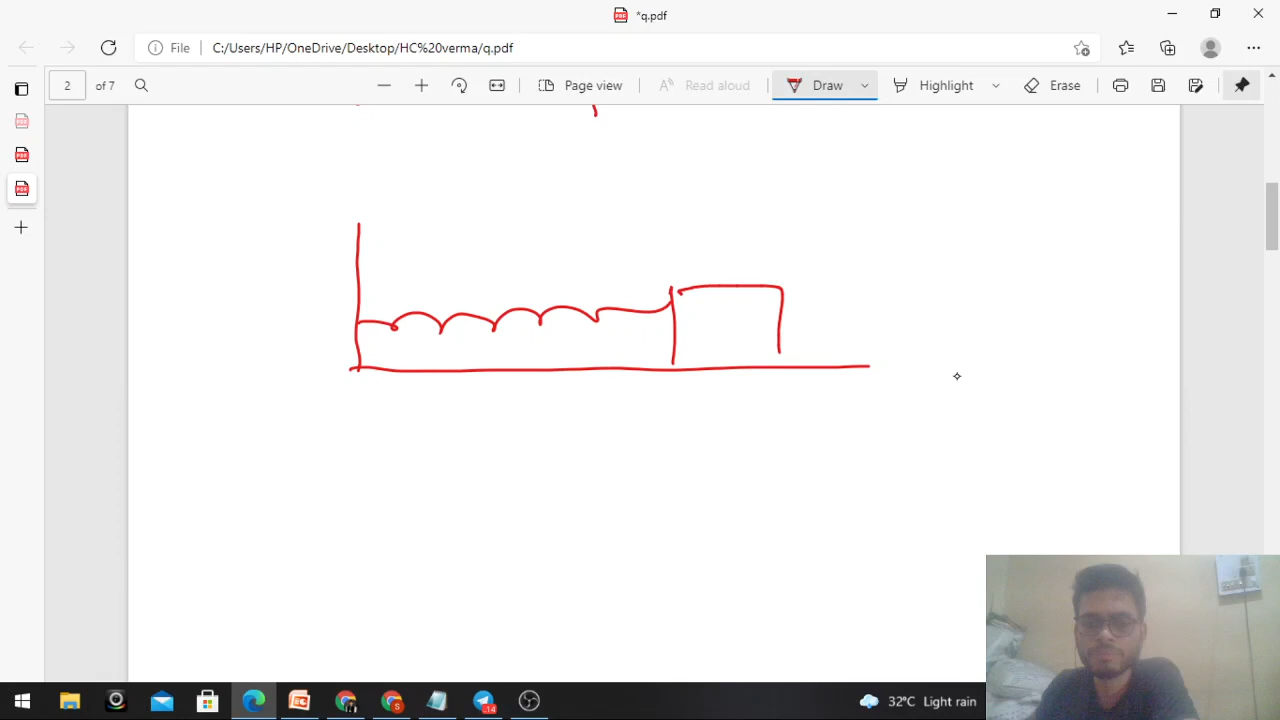 *q.pdf
File C:/Users/HP/OneDrive/Desktop/HC%20verma/q.pdf
2 of 7 Page view Read aloud Draw Highlight Erase
14
32°C Light rain